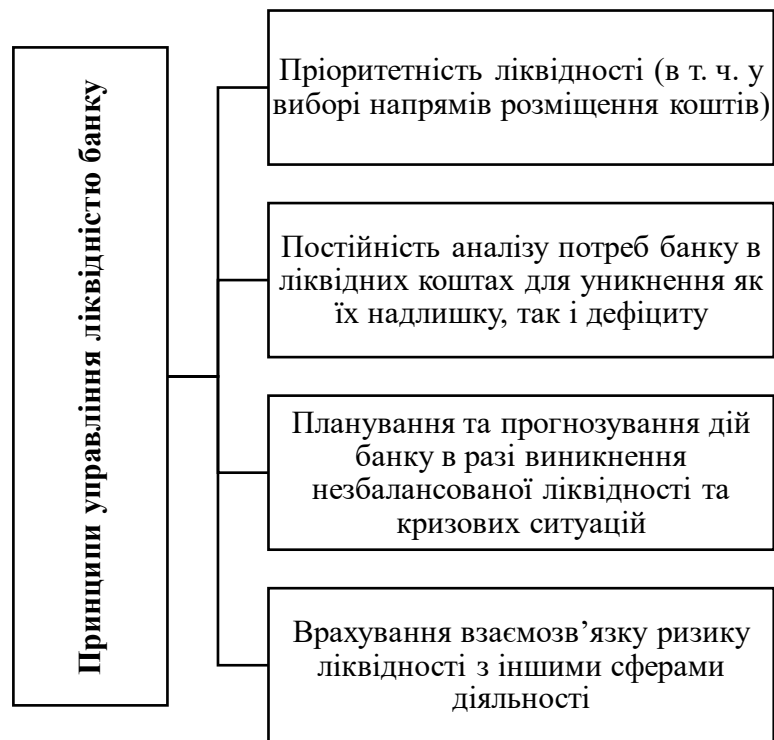 Принципи управління ліквідністю банку
Пріоритетність ліквідності (в т. ч. у
виборі напрямів розміщення коштів)
Постійність аналізу потреб банку в
ліквідних коштах для уникнення як
їх надлишку, так і дефіциту
Планування та прогнозування дій
банку в разі виникнення
незбалансованої ліквідності та
кризових ситуацій
Врахування взаємозв’язку ризику
ліквідності з іншими сферами
діяльності